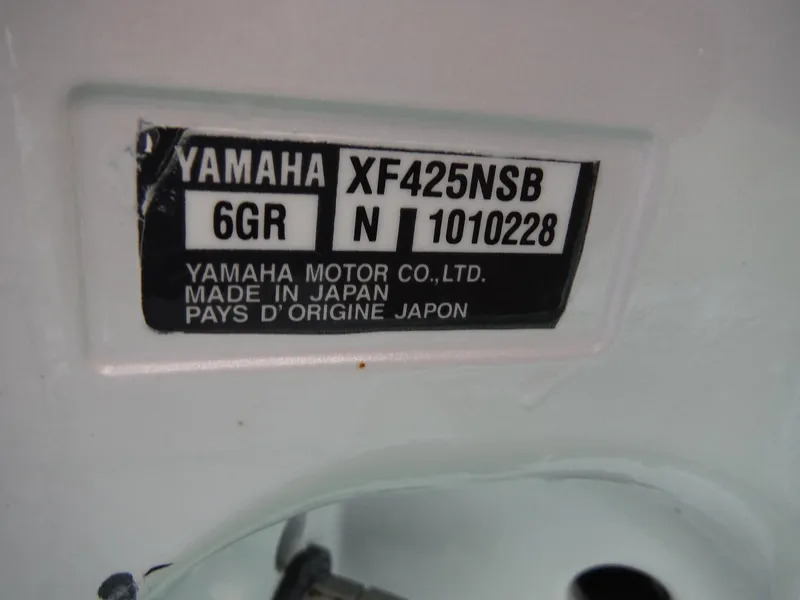 YAMAHA XF425NSB
6GR N 1010228
YAMAHA MOTOR CO.,LTD.
MADE IN JAPAN
PAYS D'ORIGINE JAPON